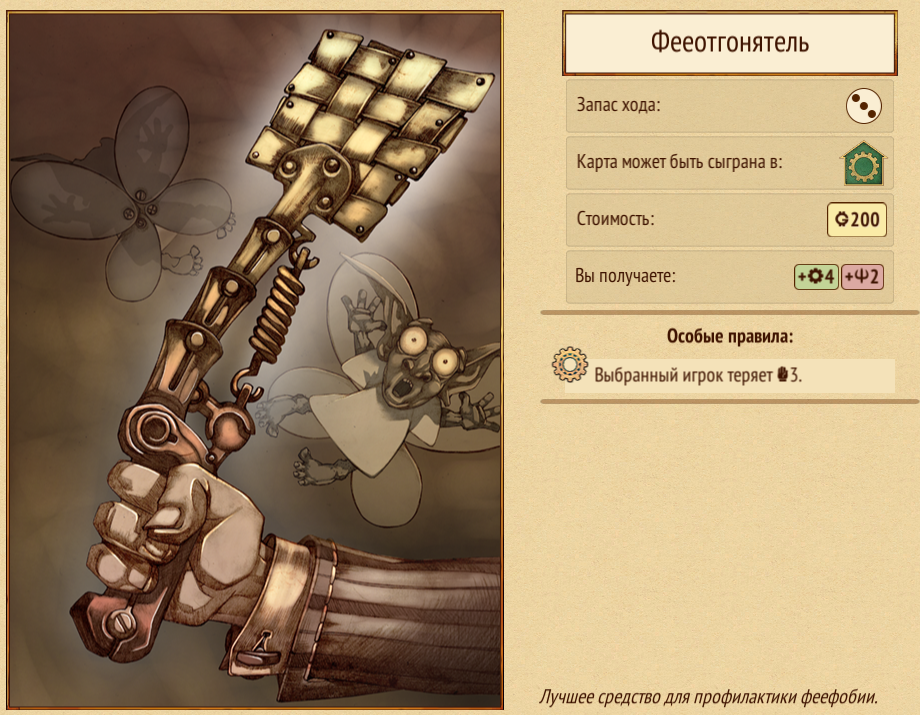 Фееотгонятель
Запас хода:
Карта может быть сыграна в:
Стоимость: 200
Вы получаете: +4 +2
Особые правила:
Выбранный игрок теряет 3.
Лучшее средство для профилактики феефобии.